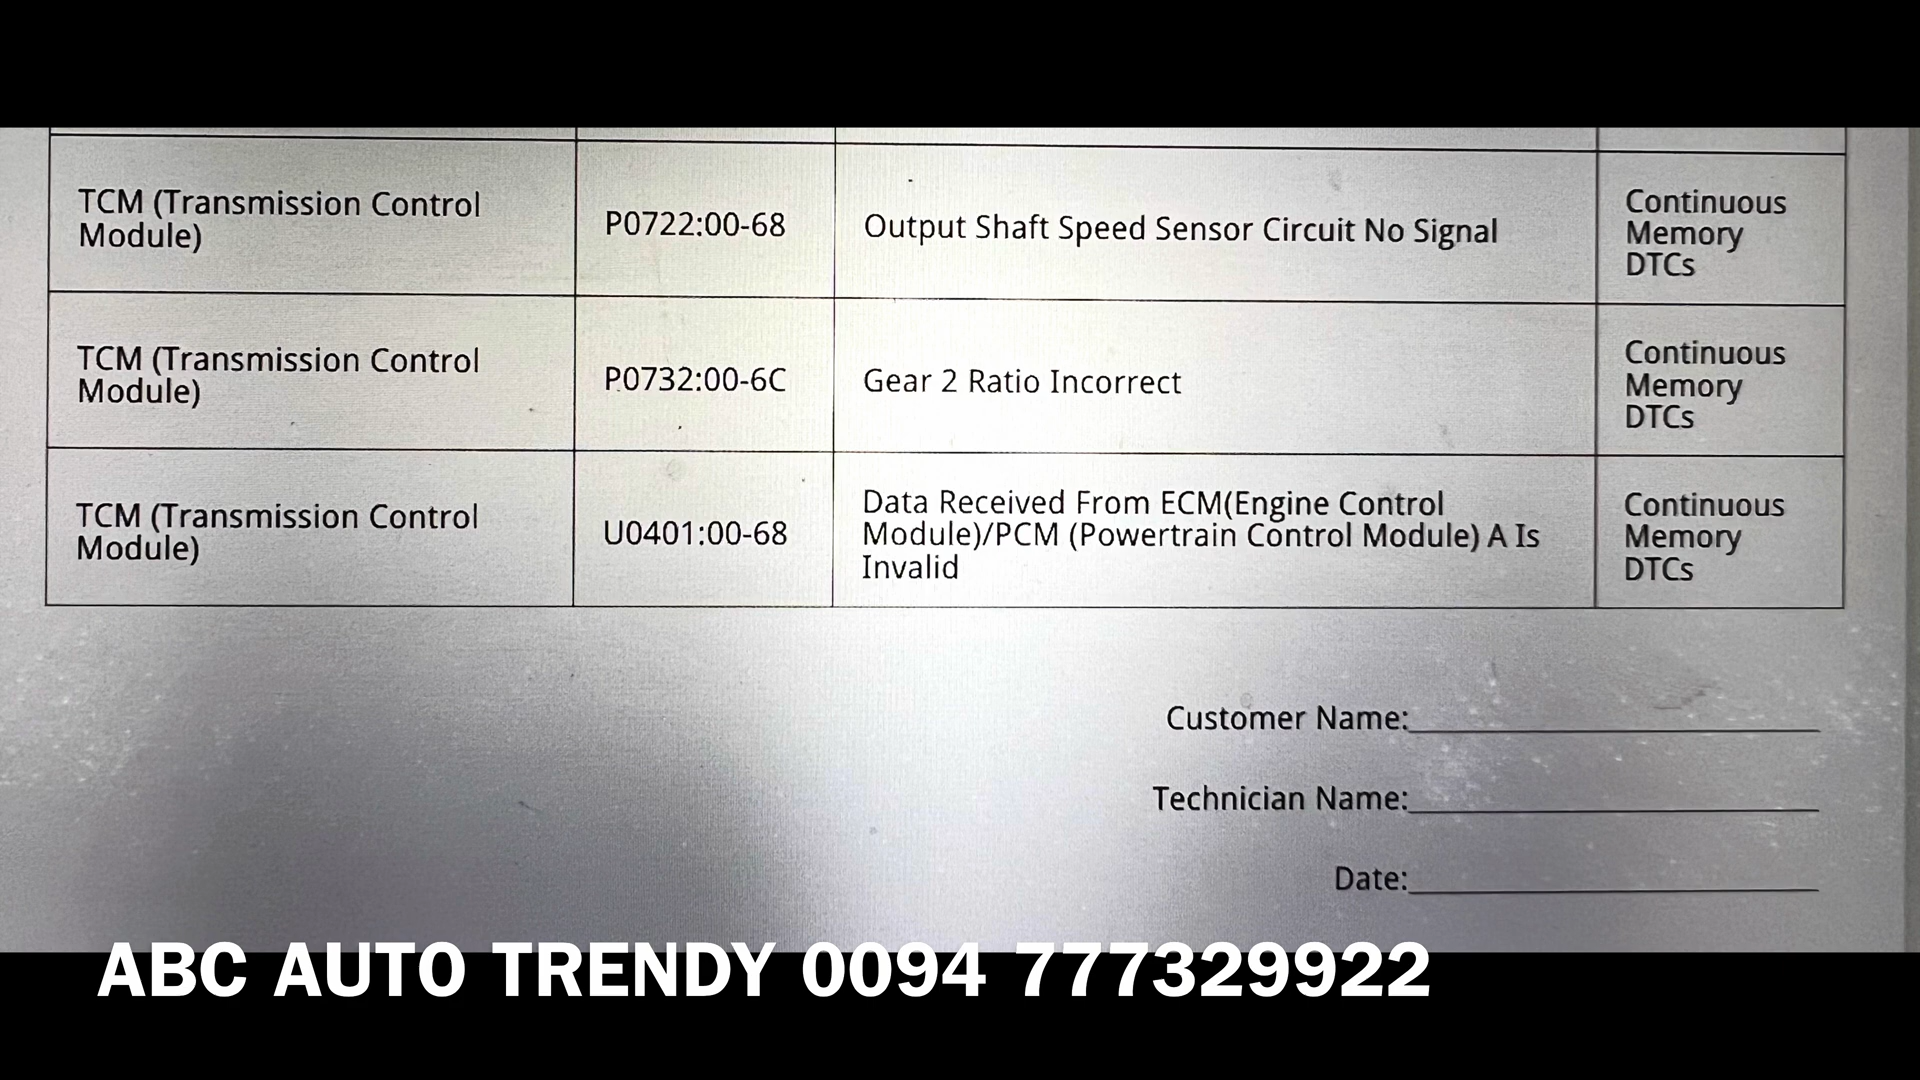 TCM (Transmission Control
Module)
P0722:00-68
Output Shaft Speed Sensor Circuit No Signal
Continuous
Memory
DTCs
TCM (Transmission Control
Module)
P0732:00-6C
Gear 2 Ratio Incorrect
Continuous
Memory
DTCs
TCM (Transmission Control
Module)
U0401:00-68
Data Received From ECM(Engine Control
Module)/PCM (Powertrain Control Module) A Is
Invalid
Continuous
Memory
DTCs
Customer Name:
Technician Name:
Date:
ABC AUTO TRENDY 0094 777329922